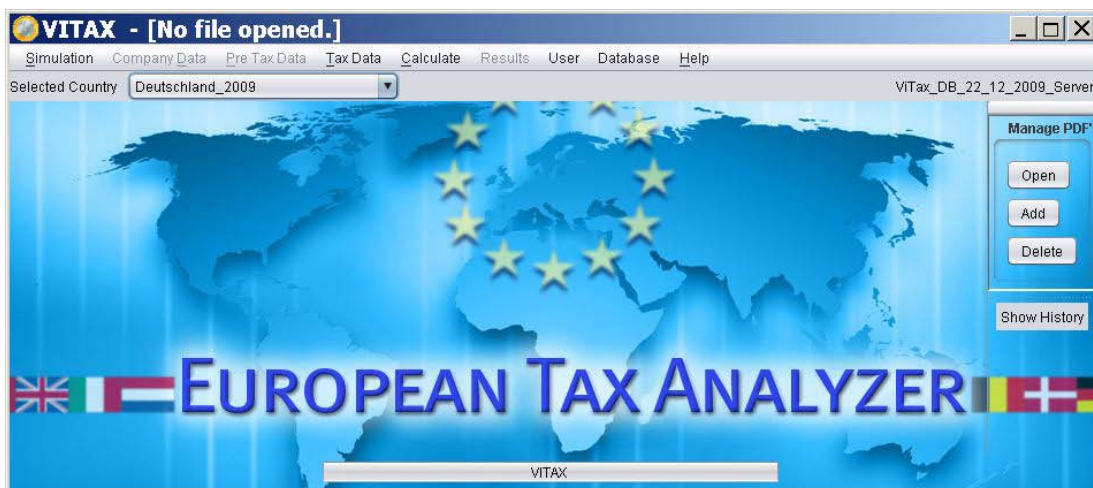 VITAX - [No file opened.]
Simulation Company Data Pre Tax Data Tax Data Calculate Results User Database Help
Selected Country Deutschland_2009 ViTax_DB_22_12_2009_Server
Manage PDF'
Open
Add
Delete
Show History
EUROPEAN TAX ANALYZER
VITAX